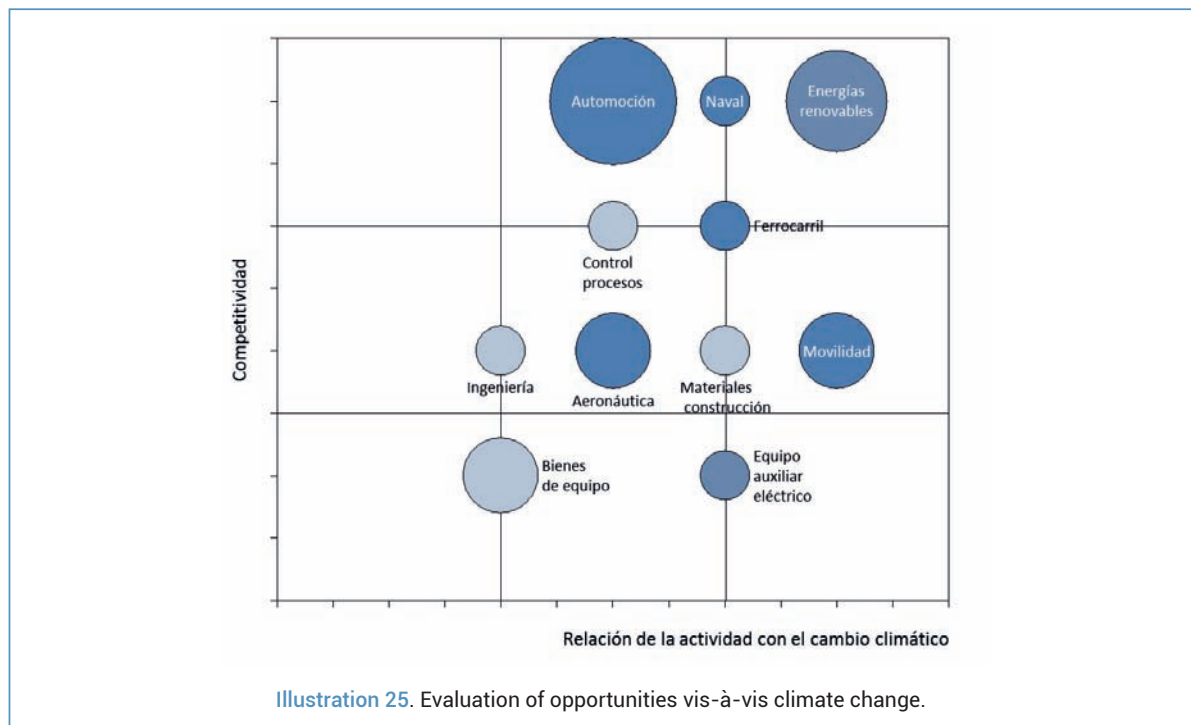 Automoción
Naval
Energías
renovables
Control
procesos
Ferrocarril
Competitividad
Ingeniería
Aeronáutica
Materiales
construcción
Movilidad
Bienes
de equipo
Equipo
auxiliar
eléctrico
Relación de la actividad con el cambio climático
Illustration 25. Evaluation of opportunities vis-à-vis climate change.